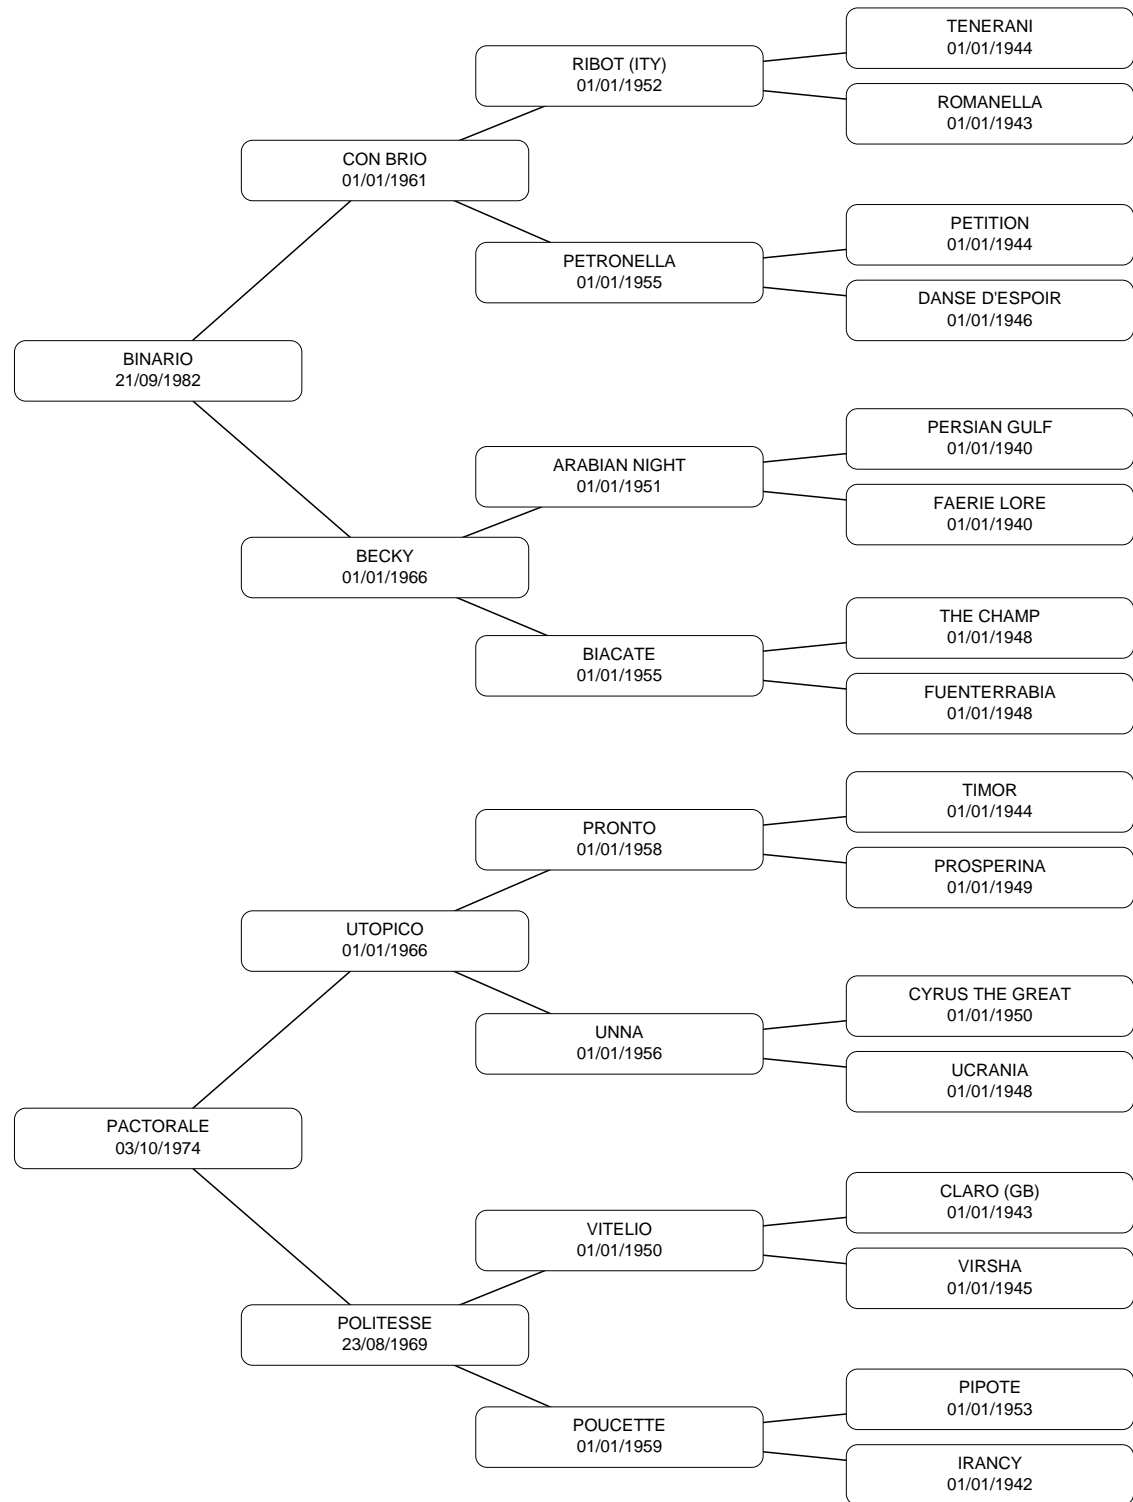 TENERANI
01/01/1944
RIBOT (ITY)
01/01/1952
ROMANELLA
01/01/1943
CON BRIO
01/01/1961
PETITION
01/01/1944
PETRONELLA
01/01/1955
DANSE D'ESPOIR
01/01/1946
BINARIO
21/09/1982
PERSIAN GULF
01/01/1940
ARABIAN NIGHT
01/01/1951
FAERIE LORE
01/01/1940
BECKY
01/01/1966
THE CHAMP
01/01/1948
BIACATE
01/01/1955
FUENTERRABIA
01/01/1948
TIMOR
01/01/1944
PRONTO
01/01/1958
PROSPERINA
01/01/1949
UTOPICO
01/01/1966
CYRUS THE GREAT
01/01/1950
UNNA
01/01/1956
UCRANIA
01/01/1948
PACTORALE
03/10/1974
CLARO (GB)
01/01/1943
VITELIO
01/01/1950
VIRSHA
01/01/1945
POLITESSE
23/08/1969
PIPOTE
01/01/1953
POUCETTE
01/01/1959
IRANCY
01/01/1942